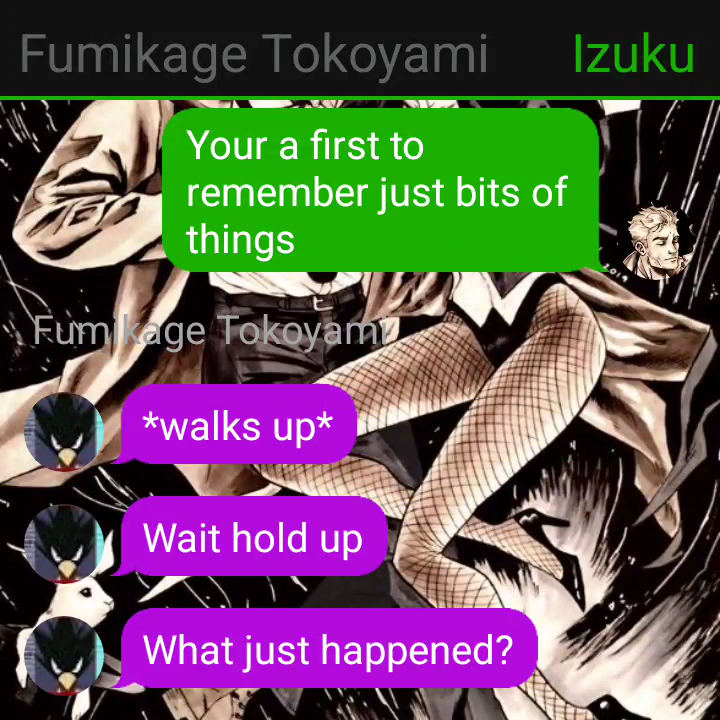 Fumikage Tokoyami Izuku
Your a first to
remember just bits of
things
Fumikage Tokoyami
*walks up*
Wait hold up
What just happened?